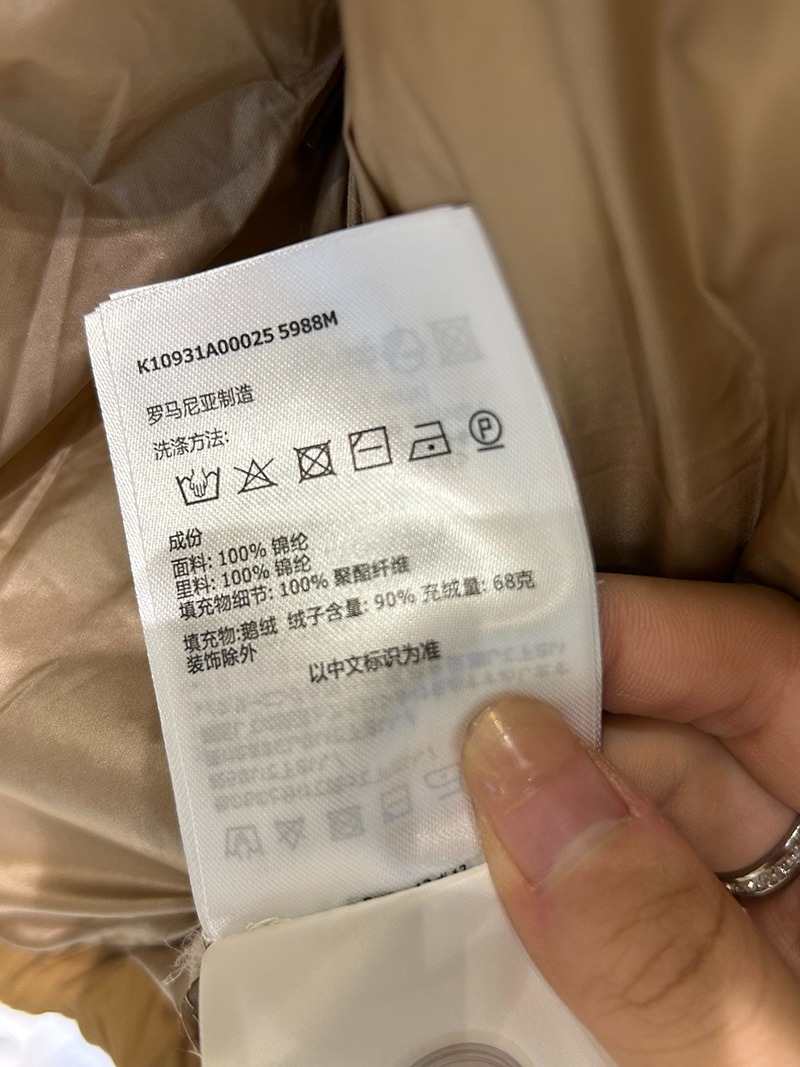 K10931A00025 5988M
罗马尼亚制造
洗涤方法:
P
成份
面料: 100% 锦纶
里料: 100% 锦纶
填充物细节: 100% 聚酯纤维
填充物:鹅绒 绒子含量: 90% 充绒量: 68克
装饰除外
以中文标识为准